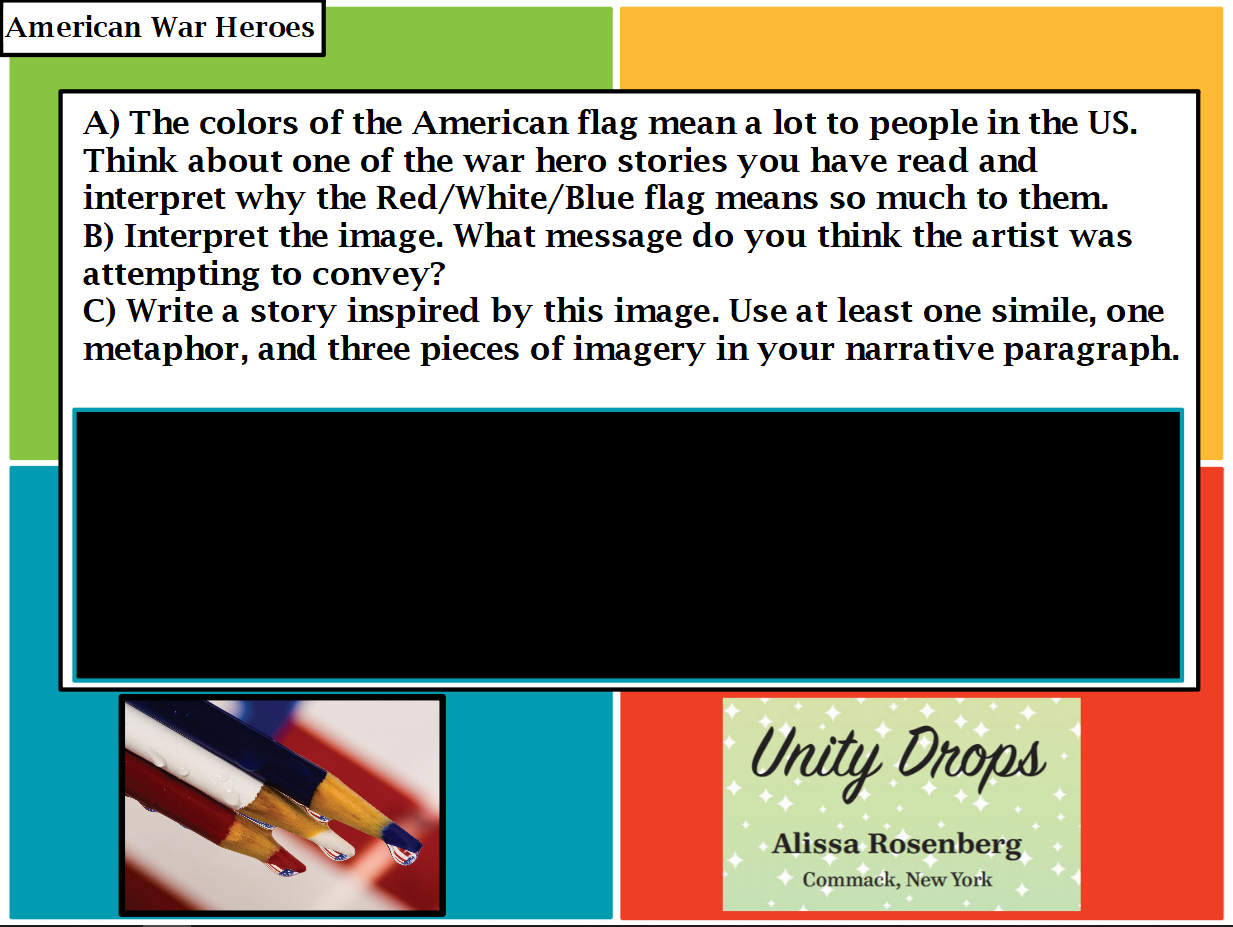 American War Heroes
A) The colors of the American flag mean a lot to people in the US.
Think about one of the war hero stories you have read and
interpret why the Red/White/Blue flag means so much to them.
B) Interpret the image. What message do you think the artist was
attempting to convey?
C) Write a story inspired by this image. Use at least one simile, one
metaphor, and three pieces of imagery in your narrative paragraph.
Unity Drops
Alissa Rosenberg
Commack, New York